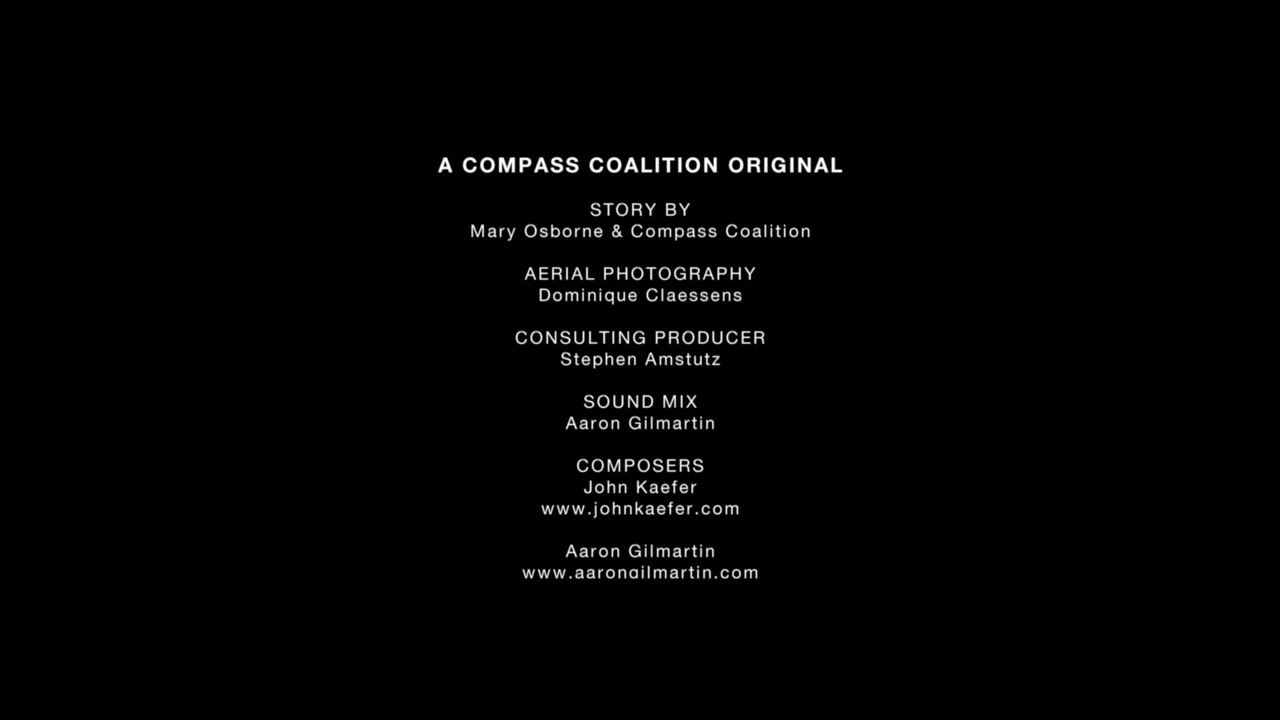 A COMPASS COALITION ORIGINAL
STORY BY
Mary Osborne & Compass Coalition
AERIAL PHOTOGRAPHY
Dominique Claessens
CONSULTING PRODUCER
Stephen Amstutz
SOUND MIX
Aaron Gilmartin
COMPOSERS
John Kaefer
www.johnkaefer.com
Aaron Gilmartin
www.aarongilmartin.com